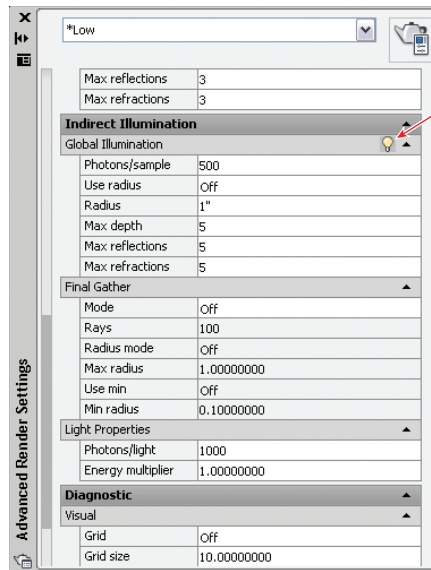 *Low
Max reflections 3
Max refractions 3
Indirect Illumination
Global Illumination
Photons/sample 500
Use radius Off
Radius 1"
Max depth 5
Max reflections 5
Max refractions 5
Final Gather
Mode Off
Rays 100
Radius mode Off
Max radius 1.00000000
Use min Off
Min radius 0.10000000
Light Properties
Photons/light 1000
Energy multiplier 1.00000000
Diagnostic
Visual
Grid Off
Grid size 10.00000000
Advanced Render Settings